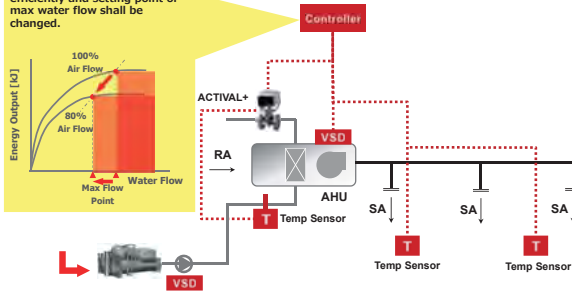 efficiently and setting point of
max water flow shall be
changed.
Energy Output [kJ]
100%
Air Flow
80%
Air Flow
Water Flow
Max Flow
Point
Controller
ACTIVAL+
VSD
RA
AHU
T
Temp Sensor
VSD
SA
SA
SA
T
Temp Sensor
T
Temp Sensor